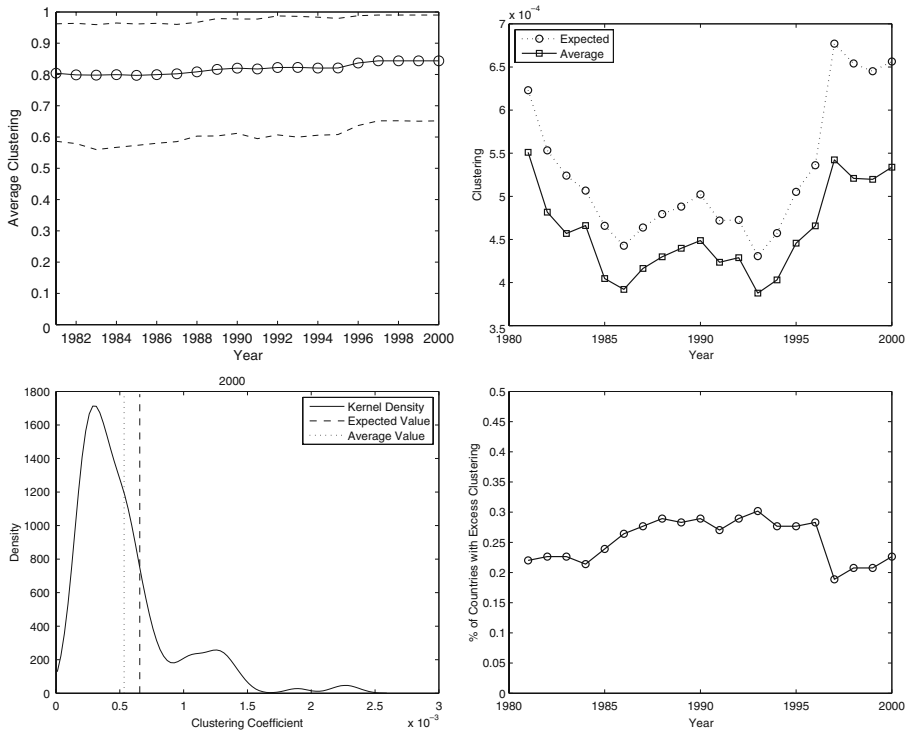 1
0.9
0.8
0.7
0.6
0.5
0.4
0.3
0.2
0.1
0
Average Clustering
1982 1984 1986 1988 1990 1992 1994 1996 1998 2000
Year
x 10⁻⁴
7
6.5
6
5.5
5
4.5
4
3.5
Clustering
Expected
Average
1980 1985 1990 1995 2000
Year
2000
1800
1600
1400
1200
1000
800
600
400
200
0
Density
Kernel Density
Expected Value
Average Value
0 0.5 1 1.5 2 2.5 3
Clustering Coefficient
x 10⁻³
0.5
0.45
0.4
0.35
0.3
0.25
0.2
0.15
0.1
0.05
0
% of Countries with Excess Clustering
1980 1985 1990 1995 2000
Year